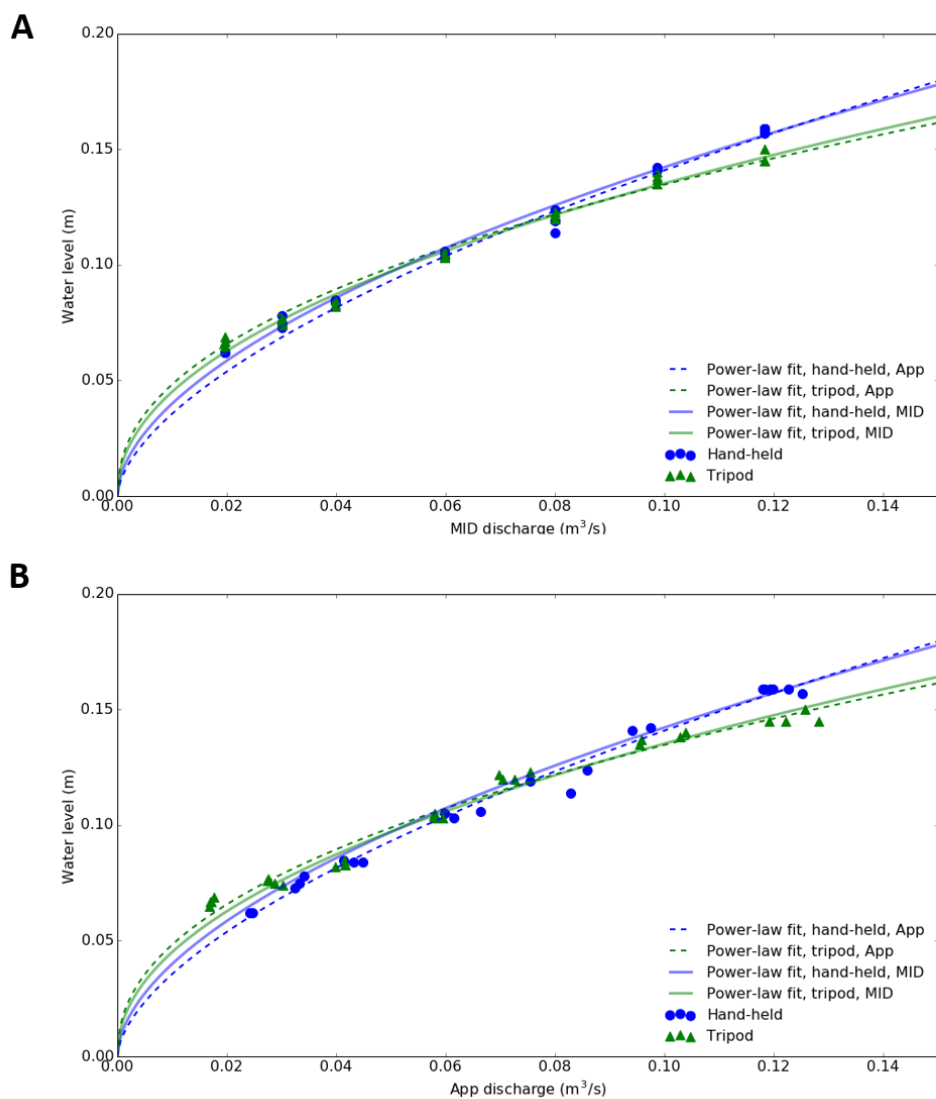 A
0.20
0.15
0.10
0.05
0.00
Water level (m)
Power-law fit, hand-held, App
Power-law fit, tripod, App
Power-law fit, hand-held, MID
Power-law fit, tripod, MID
Hand-held
Tripod
0.00 0.02 0.04 0.06 0.08 0.10 0.12 0.14
MID discharge (m³/s)
B
0.20
0.15
0.10
0.05
0.00
Water level (m)
Power-law fit, hand-held, App
Power-law fit, tripod, App
Power-law fit, hand-held, MID
Power-law fit, tripod, MID
Hand-held
Tripod
0.00 0.02 0.04 0.06 0.08 0.10 0.12 0.14
App discharge (m³/s)